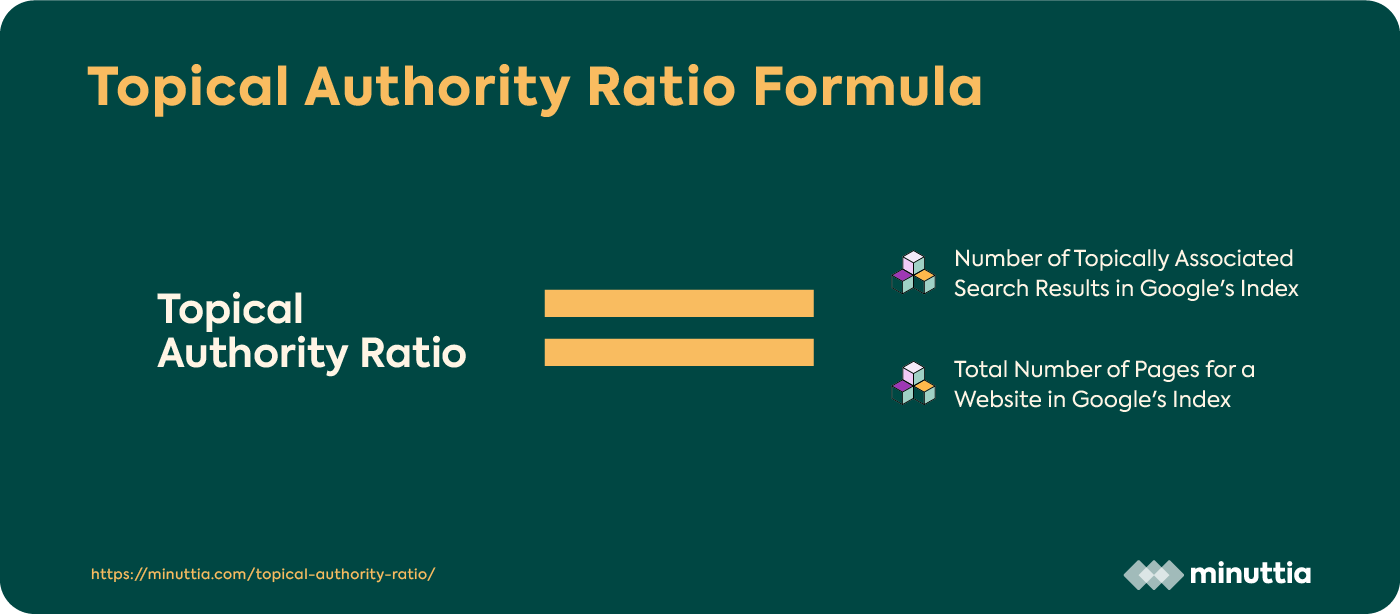 Topical Authority Ratio Formula
Topical
Authority Ratio
Number of Topically Associated
Search Results in Google's Index
Total Number of Pages for a
Website in Google's Index
https://minuttia.com/topical-authority-ratio/
minuttia